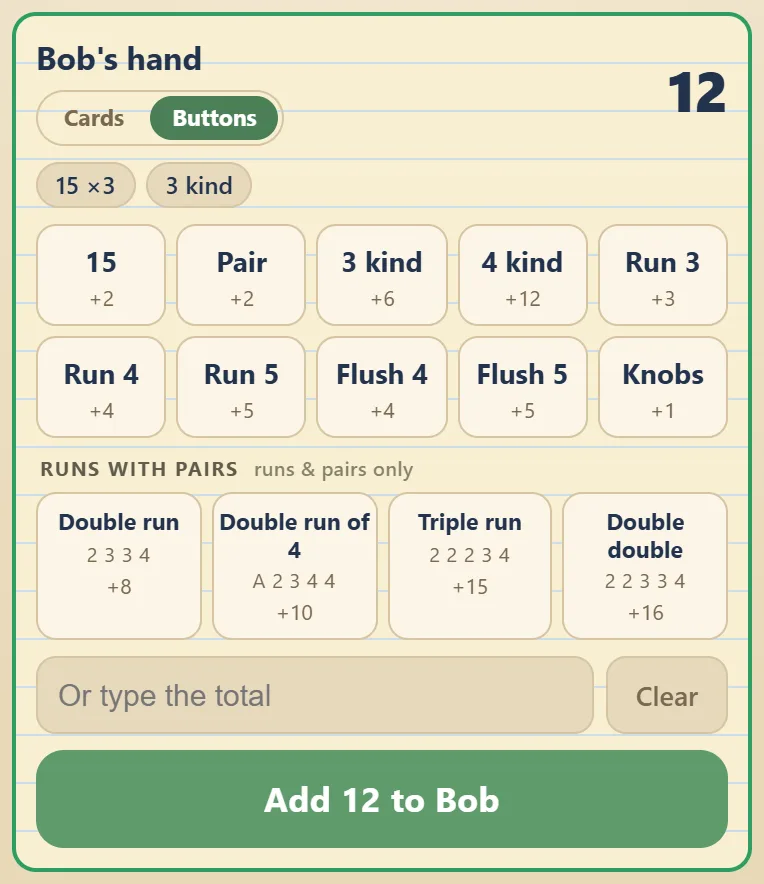 Bob's hand
12
Cards Buttons
15 ×3 3 kind
15 Pair 3 kind 4 kind Run 3
+2 +2 +6 +12 +3
Run 4 Run 5 Flush 4 Flush 5 Knobs
+4 +5 +4 +5 +1
RUNS WITH PAIRS runs & pairs only
Double run
2 3 3 4
+8
Double run of
4
A 2 3 4 4
+10
Triple run
2 2 2 3 4
+15
Double
double
2 2 3 3 4
+16
Or type the total Clear
Add 12 to Bob